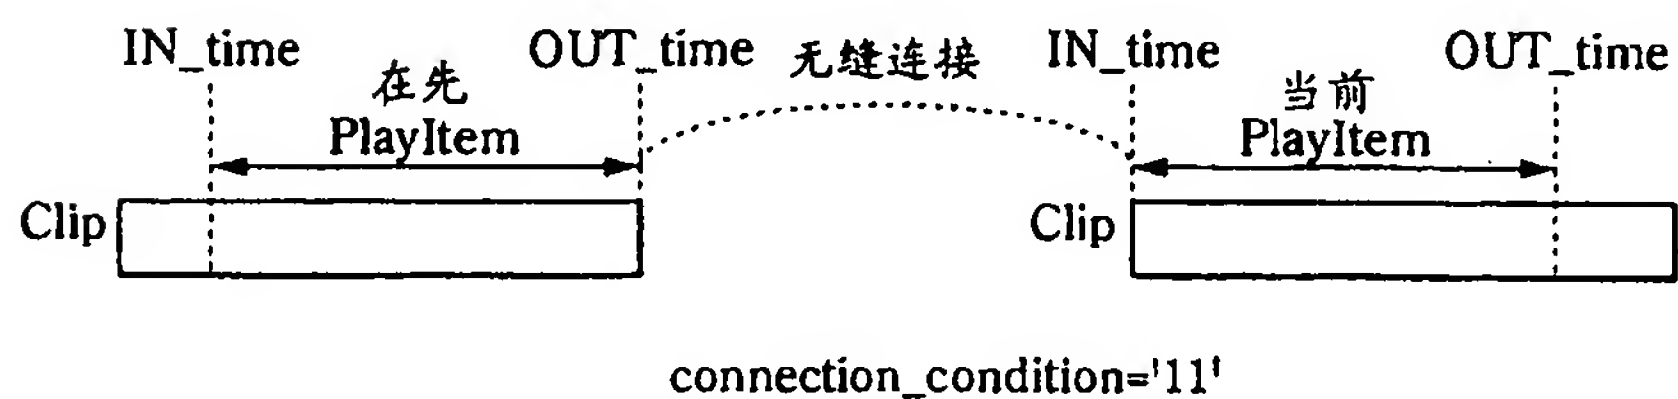 IN_time OUT_time 无缝连接 IN_time OUT_time
在先 当前
PlayItem PlayItem
Clip Clip
connection_condition='11'